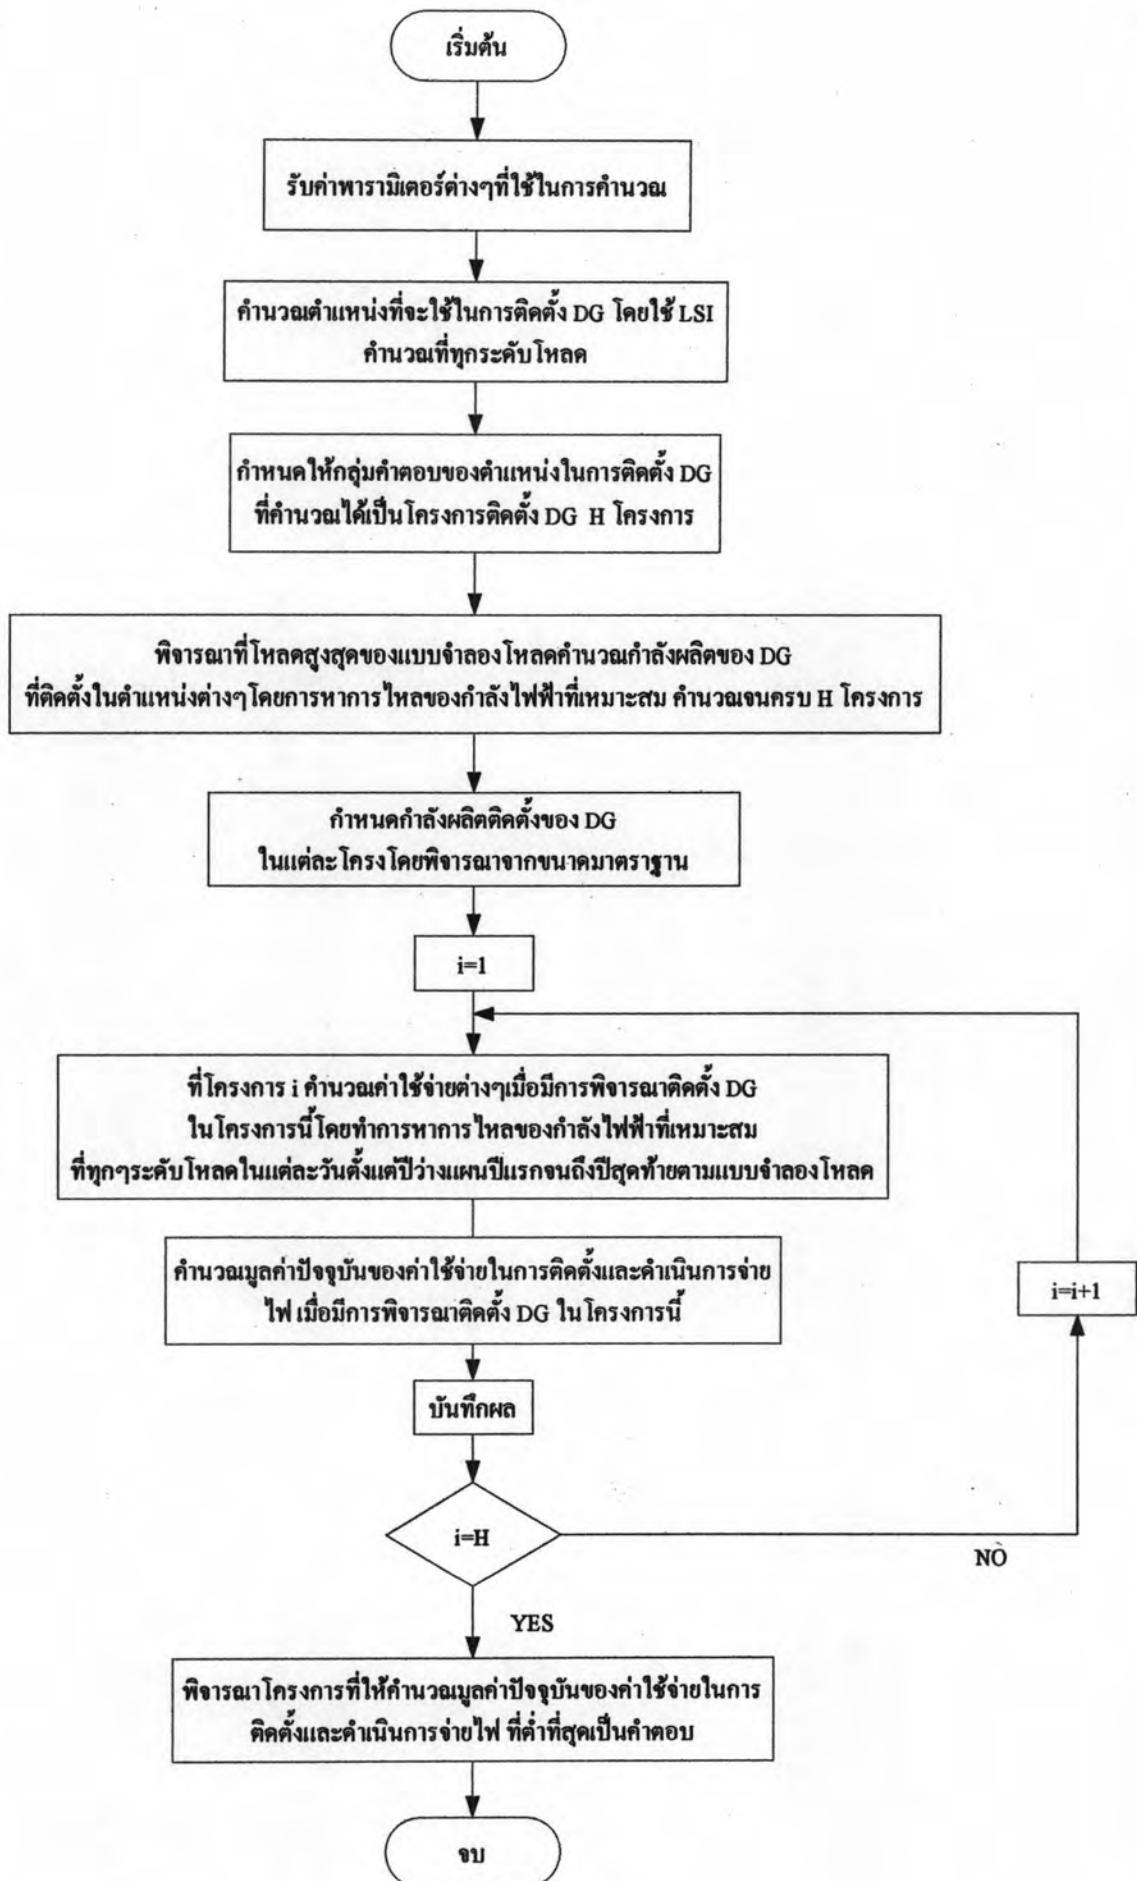 เริ่มต้น
รับค่าพารามิเตอร์ต่างๆที่ใช้ในการคำนวณ
คำนวณตำแหน่งที่จะใช้ในการติดตั้ง DG โดยใช้ LSI
คำนวณที่ทุกระดับโหลด
กำหนดให้กลุ่มคำตอบของตำแหน่งในการติดตั้ง DG
ที่คำนวณได้เป็นโครงการติดตั้ง DG H โครงการ
พิจารณาที่โหลดสูงสุดของแบบจำลองโหลดคำนวณกำลังผลิตของ DG
ที่ติดตั้งในตำแหน่งต่างๆโดยการหาการไหลของกำลังไฟฟ้าที่เหมาะสม คำนวณจนครบ H โครงการ
กำหนดกำลังผลิตติดตั้งของ DG
ในแต่ละโครงโดยพิจารณาจากขนาดมาตราฐาน
i=1
ที่โครงการ i คำนวณค่าใช้จ่ายต่างๆเมื่อมีการพิจารณาติดตั้ง DG
ในโครงการนี้โดยทำการหาการไหลของกำลังไฟฟ้าที่เหมาะสม
ที่ทุกๆระดับโหลดในแต่ละวันตั้งแต่ปีว่างแผนปีแรกจนถึงปีสุดท้ายตามแบบจำลองโหลด
คำนวณมูลค่าปัจจุบันของค่าใช้จ่ายในการติดตั้งและดำเนินการจ่าย
ไฟ เมื่อมีการพิจารณาติดตั้ง DG ในโครงการนี้
i=i+1
บันทึกผล
i=H
NO
YES
พิจารณาโครงการที่ให้คำนวณมูลค่าปัจจุบันของค่าใช้จ่ายในการ
ติดตั้งและดำเนินการจ่ายไฟ ที่ต่ำที่สุดเป็นคำตอบ
จบ